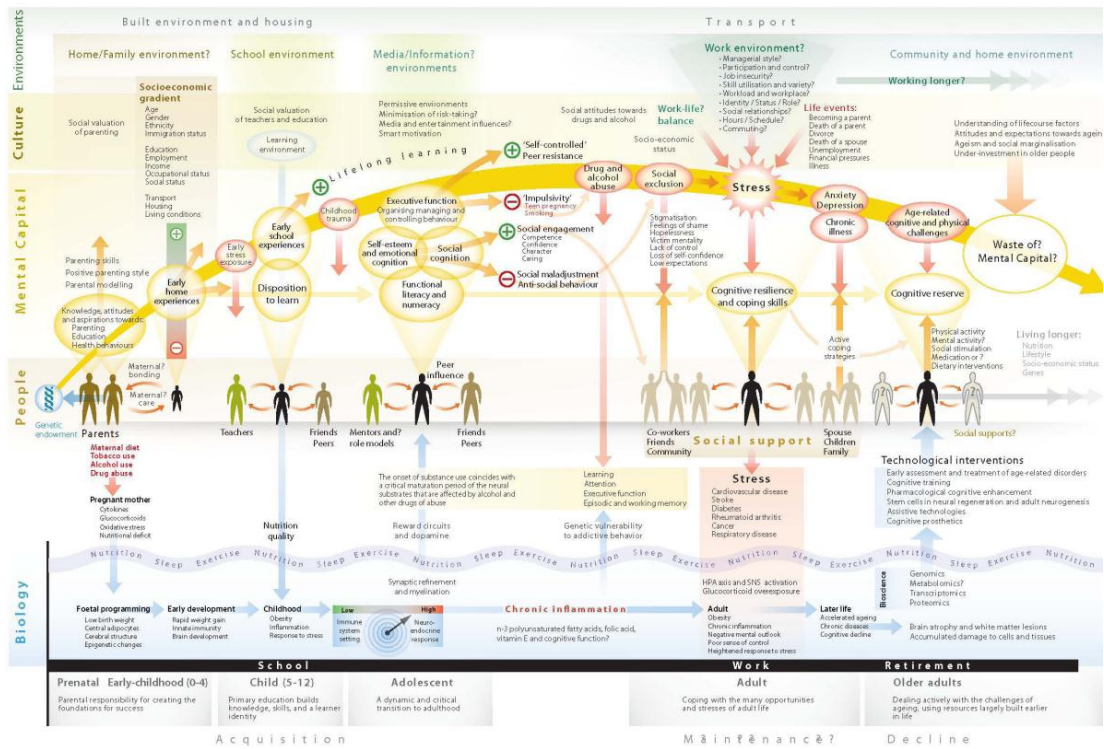 Built environment and housing
Transport
Environments
Home/Family environment?
School environment
Media/Information?
environments
Work environment?
- Managerial style?
- Participation and control?
- Job insecurity?
- Skill utilisation and variety?
- Workload and workplace?
- Identity / Status / Role?
- Social relationships?
- Hours / Schedule?
- Commuting?
Community and home environment
Working longer?
Culture
Social valuation
of parenting
Socioeconomic
gradient
Age
Gender
Ethnicity
Immigration status
Education
Employment
Income
Occupational status
Social status
Transport
Housing
Living conditions
Social valuation
of teachers and education
Learning
environment
Permissive environments
Minimisation of risk-taking?
Media and entertainment influences?
Smart motivation
Social attitudes towards
drugs and alcohol
Work-life?
balance
Socio-economic
status
Life events:
Becoming a parent
Death of a parent
Divorce
Death of a spouse
Unemployment
Financial pressures
Illness
Understanding of lifecourse factors
Attitudes and expectations towards agein
Ageism and social marginalisation
Under-investment in older people
Mental Capital
Lifelong learning
'Self-controlled'
Peer resistance
'Impulsivity'
Teen pregnancy
Smoking
Social engagement
Competence
Confidence
Character
Caring
Social maladjustment
Anti-social behaviour
Parenting skills
Positive parenting style
Parental modelling
Knowledge, attitudes
and aspirations towards:
Parenting
Education
Health behaviours
Early
home
experiences
Early
stress
exposure
Early
school
experiences
Disposition
to learn
Childhood
trauma
Executive function
Organising managing and
controlling behaviour
Self-esteem
and emotional
cognition
Social
cognition
Functional
literacy and
numeracy
Drug and
alcohol
abuse
Social
exclusion
Stigmatisation
Feelings of shame
Hopelessness
Victim mentality
Lack of control
Loss of self-confidence
Low expectations
Stress
Cognitive resilience
and coping skills
Anxiety
Depression
Chronic
illness
Active
coping
strategies
Age-related
cognitive and physical
challenges
Cognitive reserve
Waste of?
Mental Capital?
Physical activity
Mental activity?
Social stimulation
Medication or ?
Dietary interventions
Living longer:
Nutrition
Lifestyle
Socio-economic status
Genes
People
Genetic
endowment
Maternal?
bonding
Maternal?
care
Parents
Teachers
Friends
Peers
Peer
influence
Mentors and?
role models
Friends
Peers
Co-workers
Friends
Community
Social support
Spouse
Children
Family
?
?
Social supports?
Maternal diet
Tobacco use
Alcohol use
Drug abuse
Pregnant mother
Cytokines
Glucocorticoids
Oxidative stress
Nutritional deficit
Nutrition
quality
The onset of substance use coincides with
a critical maturation period of the neural
substrates that are affected by alcohol and
other drugs of abuse
Reward circuits
and dopamine
Learning
Attention
Executive function
Episodic and working memory
Genetic vulnerability
to addictive behavior
Stress
Cardiovascular disease
Stroke
Diabetes
Rheumatoid arthritis
Cancer
Respiratory disease
Technological interventions
Early assessment and treatment of age-related disorders
Cognitive training
Pharmacological cognitive enhancement
Stem cells in neural regeneration and adult neurogenesis
Assistive technologies
Cognitive prosthetics
Nutrition Sleep Exercise Nutrition Sleep Exercise Nutrition Sleep Exercise Nutrition Sleep Exercise Nutrition Sleep Exercise
Biology
Foetal programming
Low birth weight
Central adipocytes
Cerebral structure
Epigenetic changes
Early development
Rapid weight gain
Innate immunity
Brain development
Childhood
Obesity
Inflammation
Response to stress
Synaptic refinement
and myelination
Low
High
Immune
system
setting
Neuro-
endocrine
response
Chronic inflammation
n-3 polyunsaturated fatty acids, folic acid,
vitamin E and cognitive function?
HPA axis and SNS activation
Glucocorticoid overexposure
Adult
Obesity
Chronic inflammation
Negative mental outlook
Poor sense of control
Heightened response to stress
Later life
Accelerated ageing
Chronic diseases
Cognitive decline
Bioscience
Genomics
Metabolomics?
Transcriptomics
Proteomics
Brain atrophy and white matter lesions
Accumulated damage to cells and tissues
School
Work
Retirement
Prenatal
Early-childhood (0-4)
Parental responsibility for creating the
foundations for success
Child (5-12)
Primary education builds
knowledge, skills, and a learner
identity
Adolescent
A dynamic and critical
transition to adulthood
Adult
Coping with the many opportunities
and stresses of adult life
Older adults
Dealing actively with the challenges
of ageing, using resources largely built earlier
in life
Acquisition
Decline